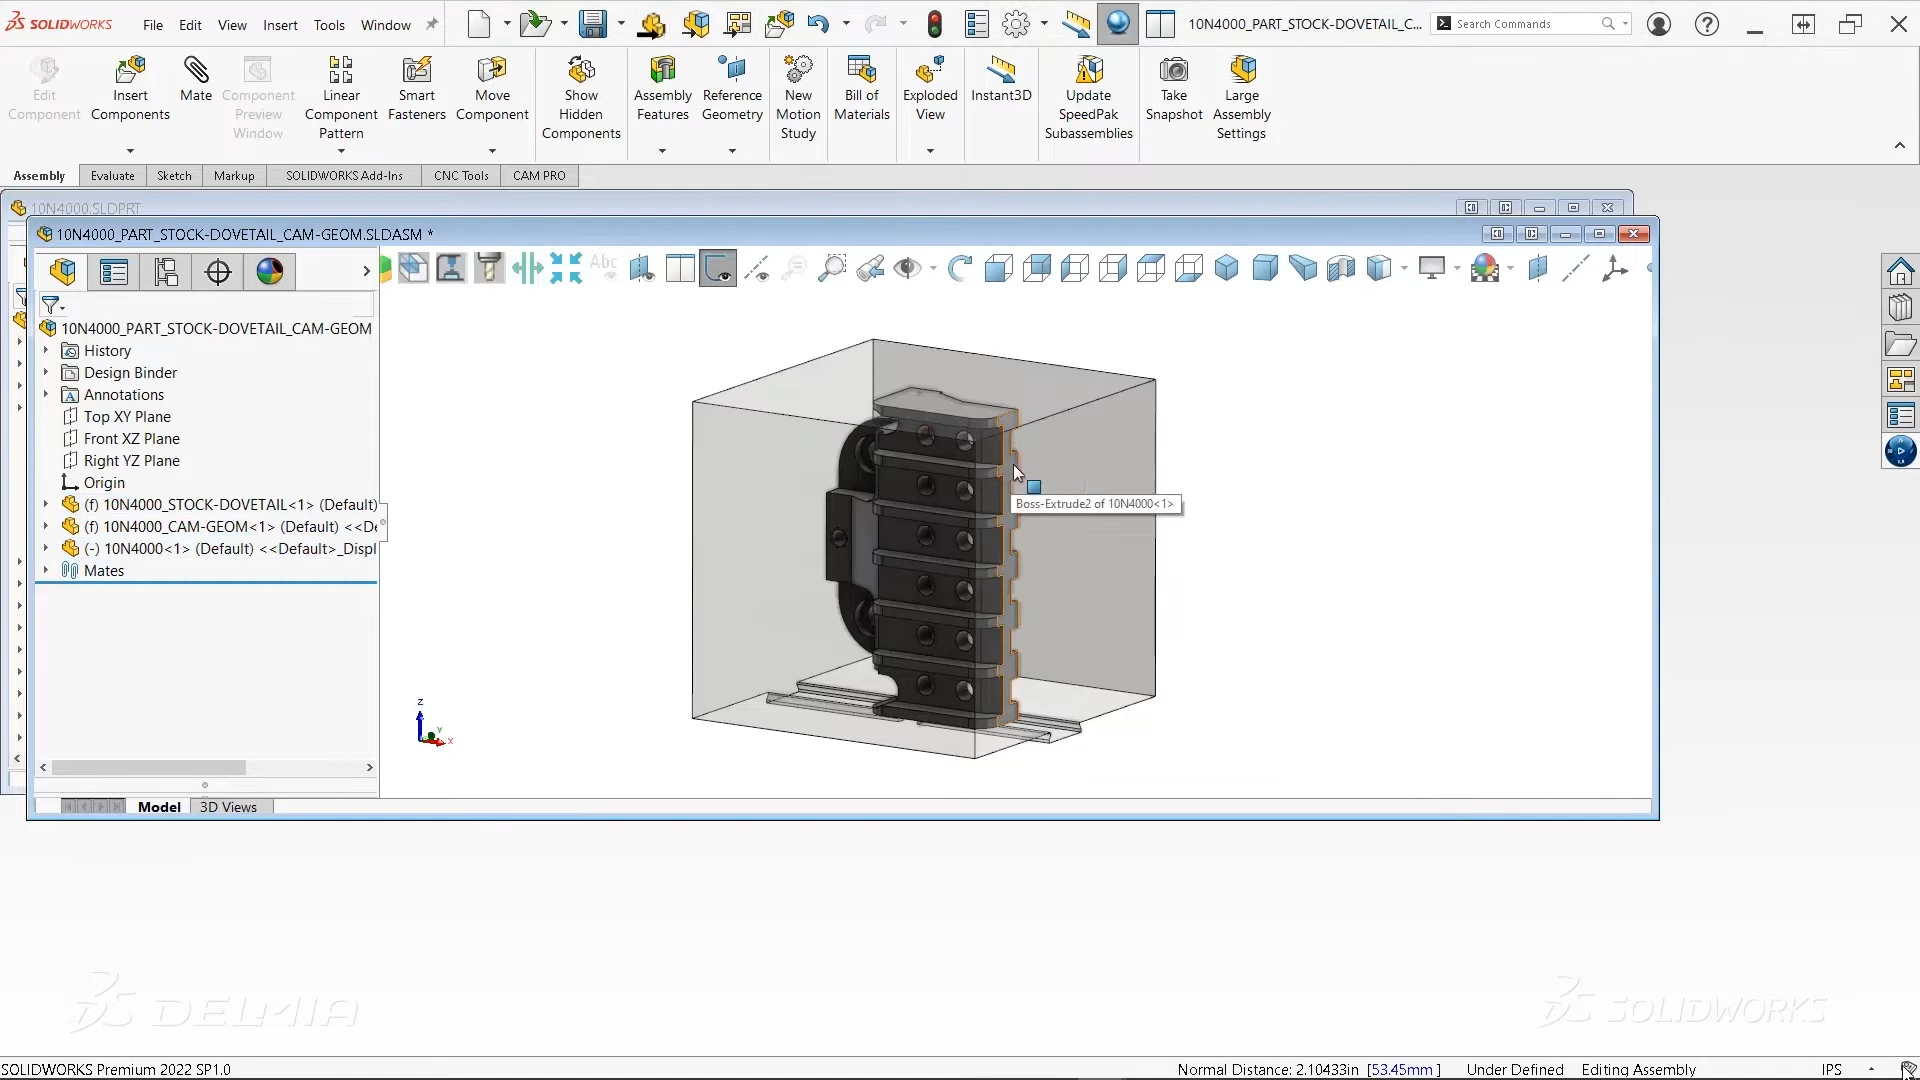 SOLIDWORKS
File Edit View Insert Tools Window
10N4000_PART_STOCK-DOVETAIL_C...
Search Commands
Edit Component
Insert Components
Mate
Component Preview Window
Linear Component Pattern
Smart Fasteners
Move Component
Show Hidden Components
Assembly Features
Reference Geometry
New Motion Study
Bill of Materials
Exploded View
Instant3D
Update SpeedPak Subassemblies
Take Snapshot
Large Assembly Settings
Assembly Evaluate Sketch Markup SOLIDWORKS Add-Ins CNC Tools CAM PRO
10N4000.SLDPRT
10N4000_PART_STOCK-DOVETAIL_CAM-GEOM.SLDASM *
Abc
10N4000_PART_STOCK-DOVETAIL_CAM-GEOM
History
Design Binder
Annotations
Top XY Plane
Front XZ Plane
Right YZ Plane
Origin
(f) 10N4000_STOCK-DOVETAIL<1> (Default)
(f) 10N4000_CAM-GEOM<1> (Default) <<De
(-) 10N4000<1> (Default) <<Default>_Displ
Mates
Boss-Extrude2 of 10N4000<1>
Z
Y
X
Model 3D Views
DELMIA
SOLIDWORKS
SOLIDWORKS Premium 2022 SP1.0
Normal Distance: 2.10433in [53.45mm ] Under Defined Editing Assembly IPS